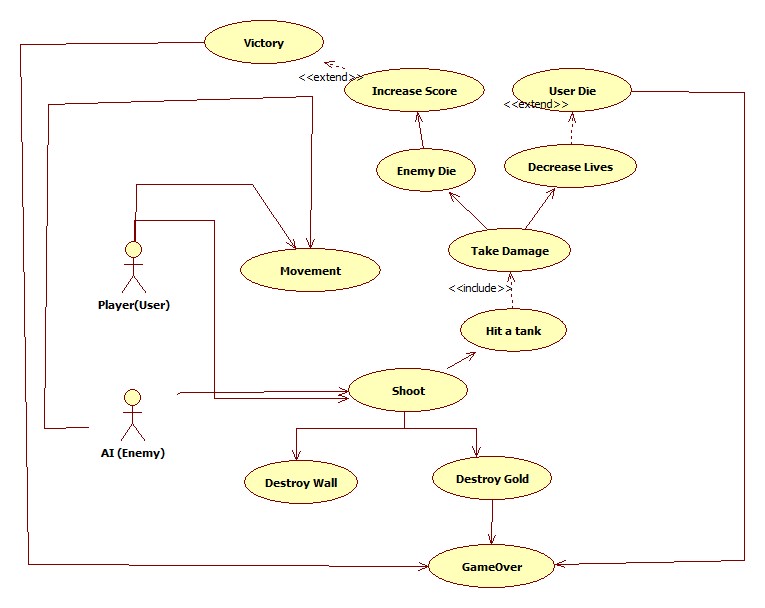 Victory
<<extend>>
Increase Score
User Die
<<extend>>
Enemy Die
Decrease Lives
Take Damage
Movement
<<include>>
Player(User)
Hit a tank
Shoot
AI (Enemy)
Destroy Wall
Destroy Gold
GameOver